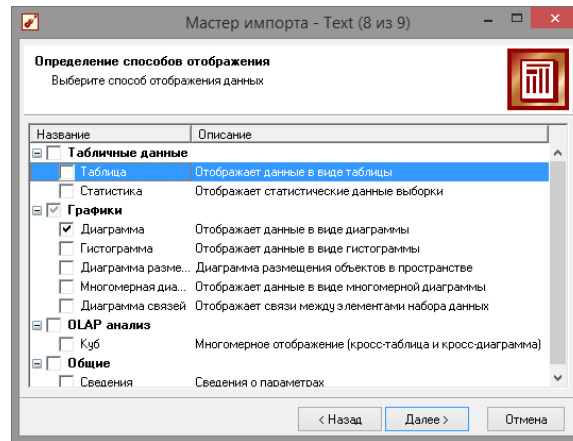 Мастер импорта - Text (8 из 9)
Определение способов отображения
Выберите способ отображения данных
Название Описание
Табличные данные
Таблица Отображает данные в виде таблицы
Статистика Отображает статистические данные выборки
Графики
Диаграмма Отображает данные в виде диаграммы
Гистограмма Отображает данные в виде гистограммы
Диаграмма разме... Диаграмма размещения объектов в пространстве
Многомерная диа... Отображает данные в виде многомерной диаграммы
Диаграмма связей Отображает связи между элементами набора данных
OLAP анализ
Куб Многомерное отображение (кросс-таблица и кросс-диаграмма)
Общие
Сведения Сведения о параметрах
< Назад Далее > Отмена